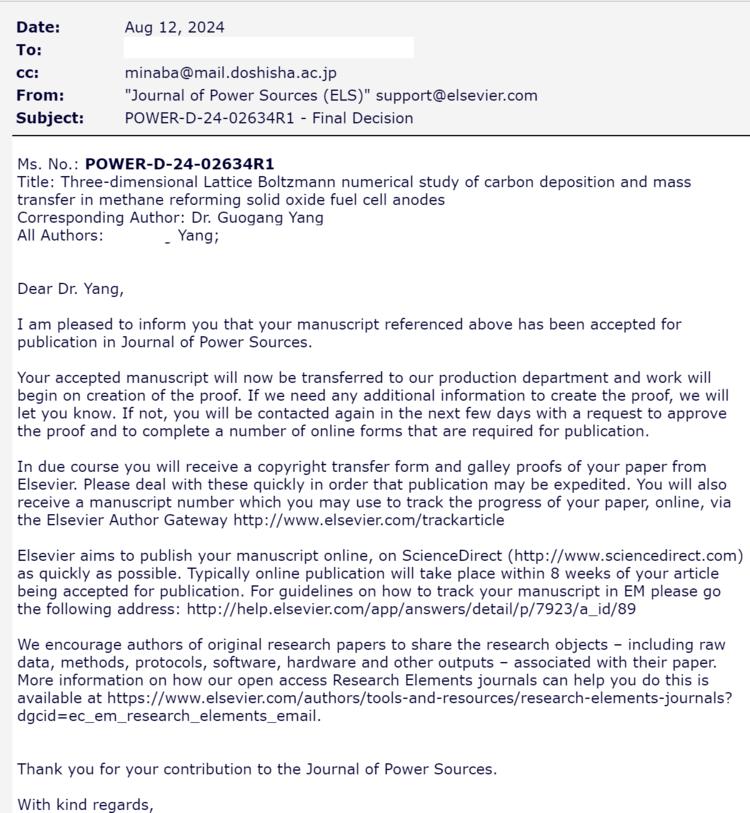 Date: Aug 12, 2024
To:
cc: minaba@mail.doshisha.ac.jp
From: "Journal of Power Sources (ELS)" support@elsevier.com
Subject: POWER-D-24-02634R1 - Final Decision
Ms. No.: POWER-D-24-02634R1
Title: Three-dimensional Lattice Boltzmann numerical study of carbon deposition and mass
transfer in methane reforming solid oxide fuel cell anodes
Corresponding Author: Dr. Guogang Yang
All Authors: Yang;
Dear Dr. Yang,
I am pleased to inform you that your manuscript referenced above has been accepted for
publication in Journal of Power Sources.
Your accepted manuscript will now be transferred to our production department and work will
begin on creation of the proof. If we need any additional information to create the proof, we will
let you know. If not, you will be contacted again in the next few days with a request to approve
the proof and to complete a number of online forms that are required for publication.
In due course you will receive a copyright transfer form and galley proofs of your paper from
Elsevier. Please deal with these quickly in order that publication may be expedited. You will also
receive a manuscript number which you may use to track the progress of your paper, online, via
the Elsevier Author Gateway http://www.elsevier.com/trackarticle
Elsevier aims to publish your manuscript online, on ScienceDirect (http://www.sciencedirect.com)
as quickly as possible. Typically online publication will take place within 8 weeks of your article
being accepted for publication. For guidelines on how to track your manuscript in EM please go
the following address: http://help.elsevier.com/app/answers/detail/p/7923/a_id/89
We encourage authors of original research papers to share the research objects – including raw
data, methods, protocols, software, hardware and other outputs – associated with their paper.
More information on how our open access Research Elements journals can help you do this is
available at https://www.elsevier.com/authors/tools-and-resources/research-elements-journals?
dgcid=ec_em_research_elements_email.
Thank you for your contribution to the Journal of Power Sources.
With kind regards,